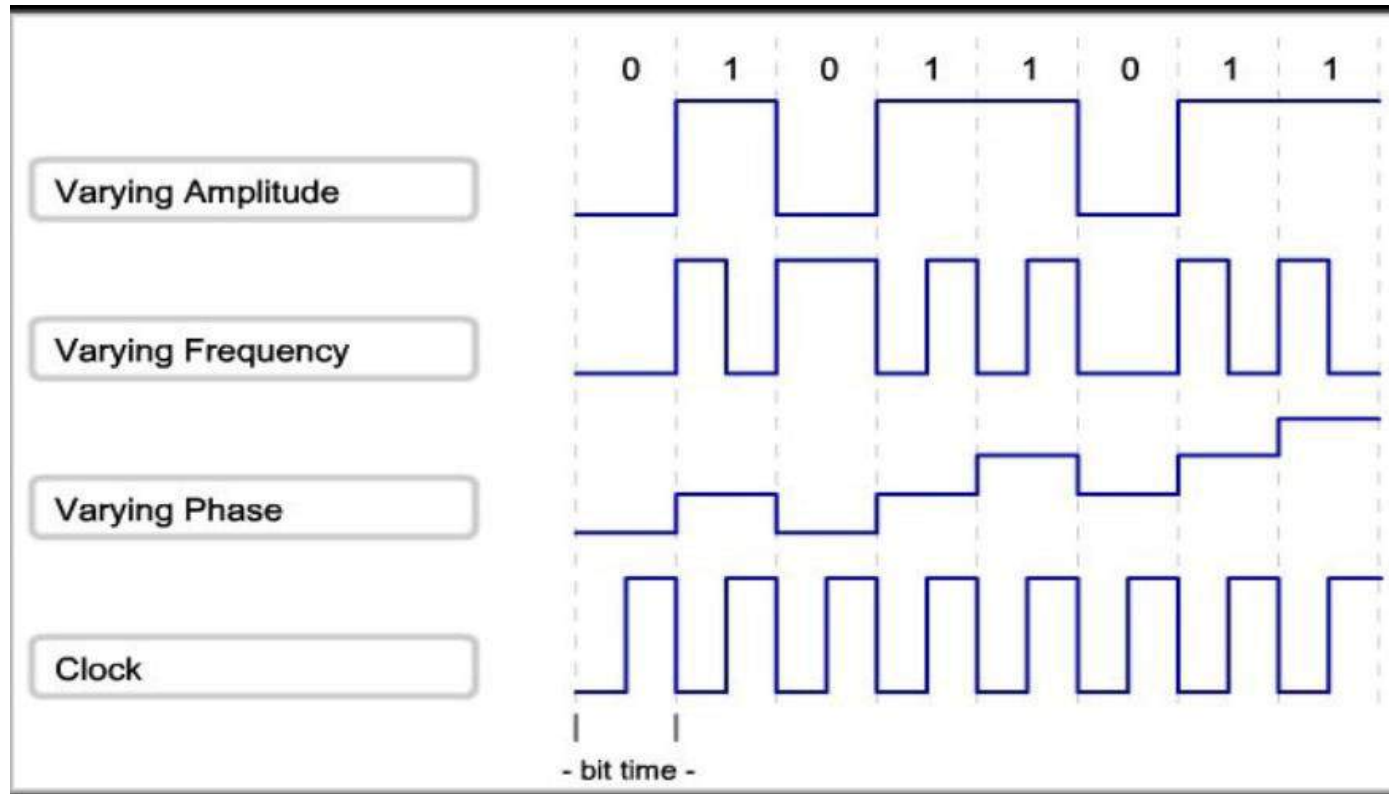 0 1 0 1 1 0 1 1
Varying Amplitude
Varying Frequency
Varying Phase
Clock
- bit time -